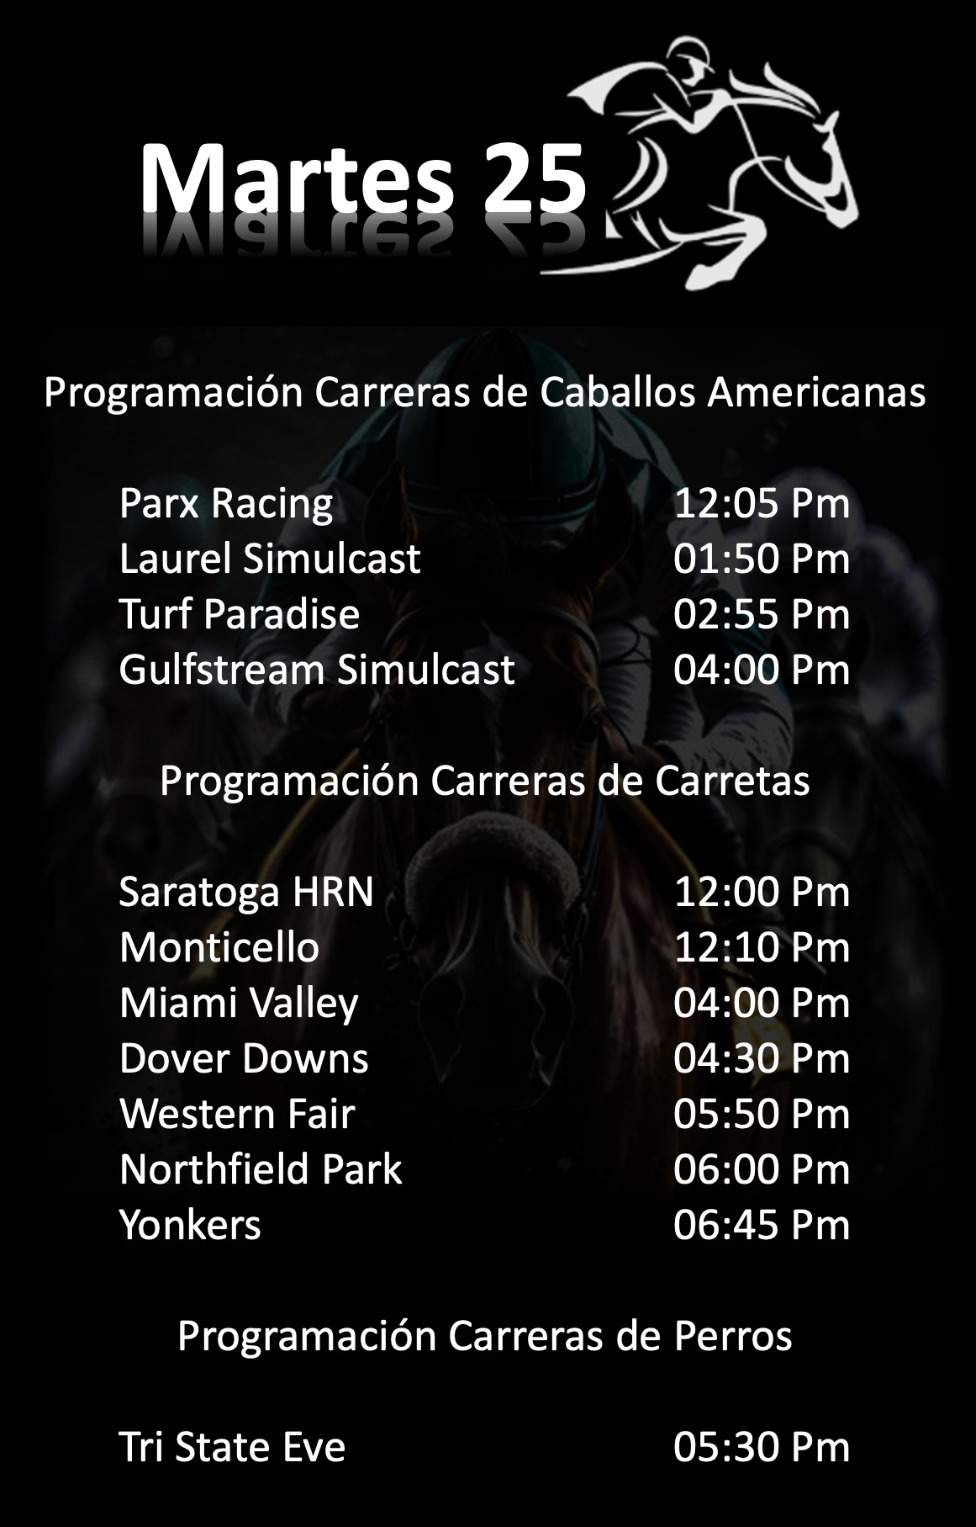 Martes 25
Programación Carreras de Caballos Americanas
Parx Racing 12:05 Pm
Laurel Simulcast 01:50 Pm
Turf Paradise 02:55 Pm
Gulfstream Simulcast 04:00 Pm
Programación Carreras de Carretas
Saratoga HRN 12:00 Pm
Monticello 12:10 Pm
Miami Valley 04:00 Pm
Dover Downs 04:30 Pm
Western Fair 05:50 Pm
Northfield Park 06:00 Pm
Yonkers 06:45 Pm
Programación Carreras de Perros
Tri State Eve 05:30 Pm